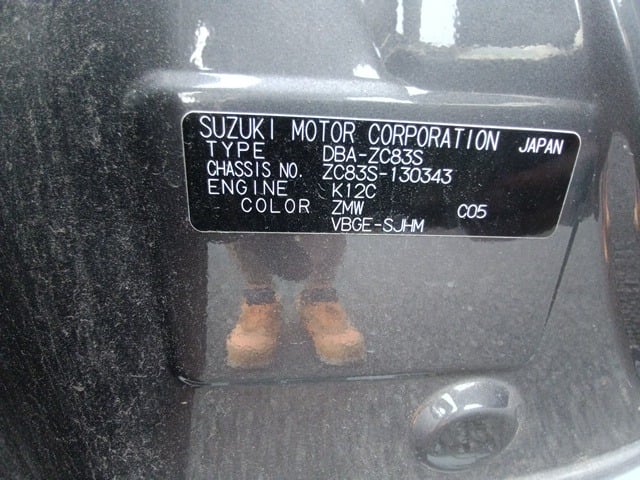 SUZUKI MOTOR CORPORATION JAPAN
TYPE DBA-ZC83S
CHASSIS NO. ZC83S-130343
ENGINE K12C
COLOR ZMW C05
VBGE-SJHM